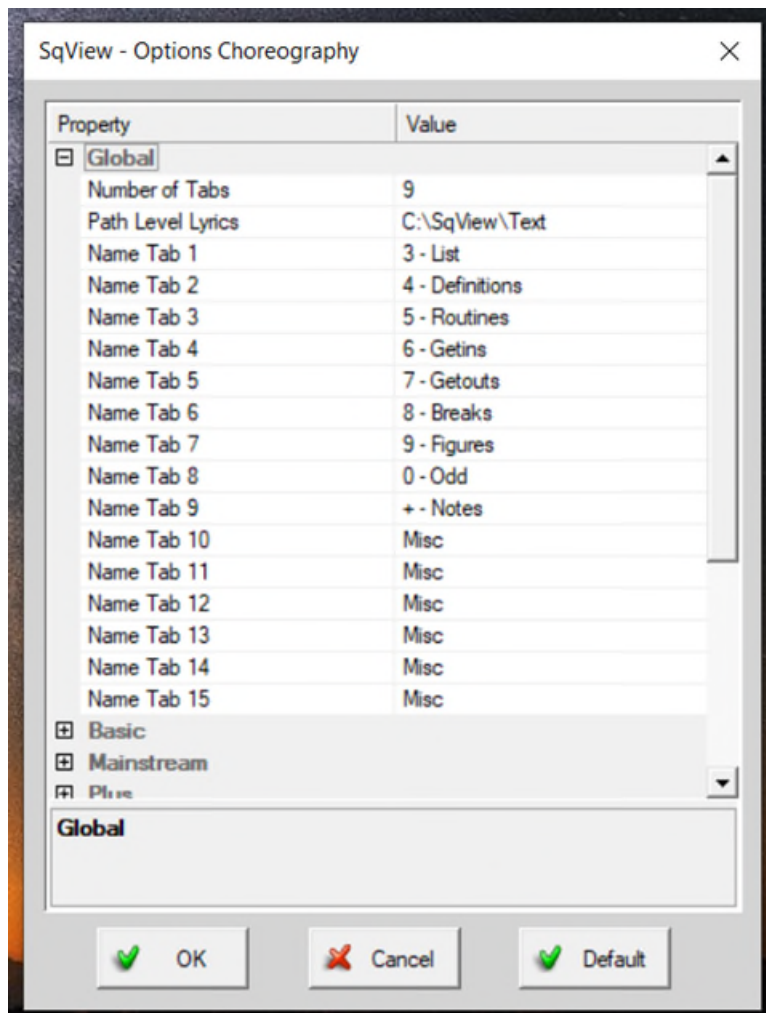 SqView - Options Choreography
Property Value
Global
Number of Tabs 9
Path Level Lyrics C:\SqView\Text
Name Tab 1 3 - List
Name Tab 2 4 - Definitions
Name Tab 3 5 - Routines
Name Tab 4 6 - Getins
Name Tab 5 7 - Getouts
Name Tab 6 8 - Breaks
Name Tab 7 9 - Figures
Name Tab 8 0 - Odd
Name Tab 9 + - Notes
Name Tab 10 Misc
Name Tab 11 Misc
Name Tab 12 Misc
Name Tab 13 Misc
Name Tab 14 Misc
Name Tab 15 Misc
Basic
Mainstream
Plus
Global
OK Cancel Default